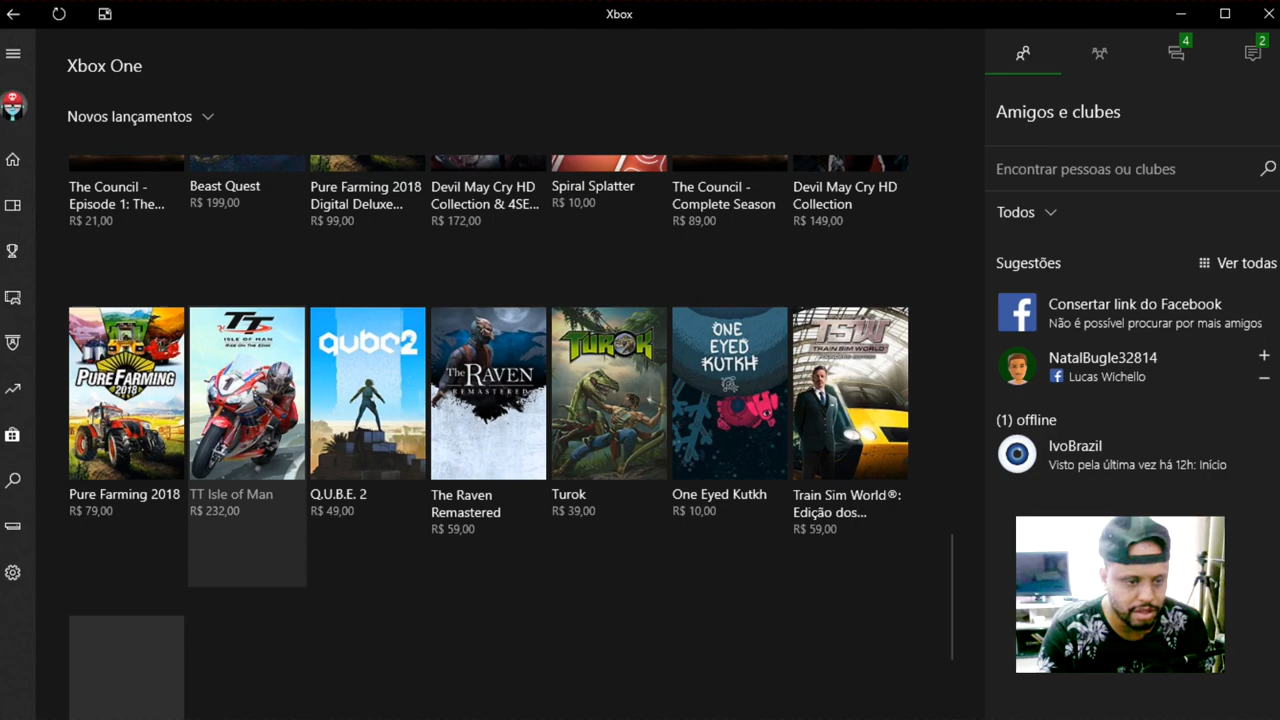 Xbox
Xbox One
Novos lançamentos
The Council -
Episode 1: The...
R$ 21,00
Beast Quest
R$ 199,00
Pure Farming 2018
Digital Deluxe...
R$ 99,00
Devil May Cry HD
Collection & 4SE...
R$ 172,00
Spiral Splatter
R$ 10,00
The Council -
Complete Season
R$ 89,00
Devil May Cry HD
Collection
R$ 149,00
PURE FARMING
2018
TT
ISLE OF MAN
RIDE ON THE EDGE
1
QUBE2
The RAVEN
REMASTERED
TUROK
ONE
EYED
KUTKH
TSW
TRAIN SIM WORLD
Pure Farming 2018
R$ 79,00
TT Isle of Man
R$ 232,00
Q.U.B.E. 2
R$ 49,00
The Raven
Remastered
R$ 59,00
Turok
R$ 39,00
One Eyed Kutkh
R$ 10,00
Train Sim World®:
Edição dos...
R$ 59,00
4
2
Amigos e clubes
Encontrar pessoas ou clubes
Todos
Sugestões
Ver todas
Consertar link do Facebook
Não é possível procurar por mais amigos
NatalBugle32814
Lucas Wichello
(1) offline
IvoBrazil
Visto pela última vez há 12h: Início